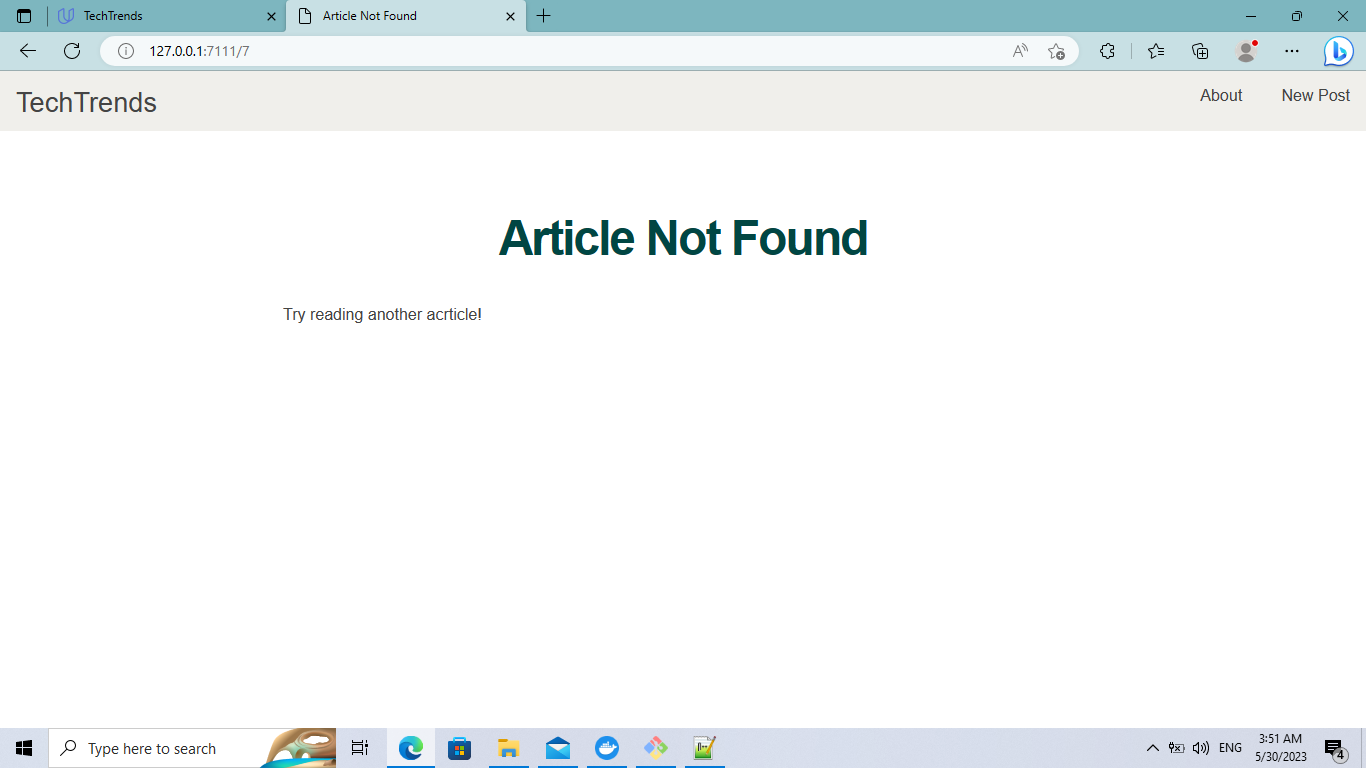 TechTrends
Article Not Found
127.0.0.1:7111/7
TechTrends
About
New Post
Article Not Found
Try reading another acrticle!
Type here to search
ENG
3:51 AM
5/30/2023
4